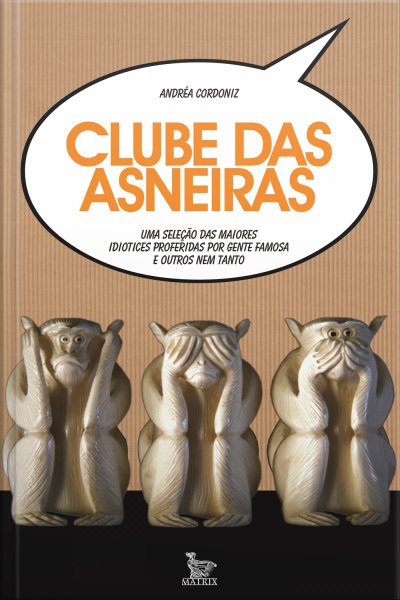 ANDRÉA CORDONIZ
CLUBE DAS
ASNEIRAS
UMA SELEÇÃO DAS MAIORES
IDIOTICES PROFERIDAS POR GENTE FAMOSA
E OUTROS NEM TANTO
MATRIX